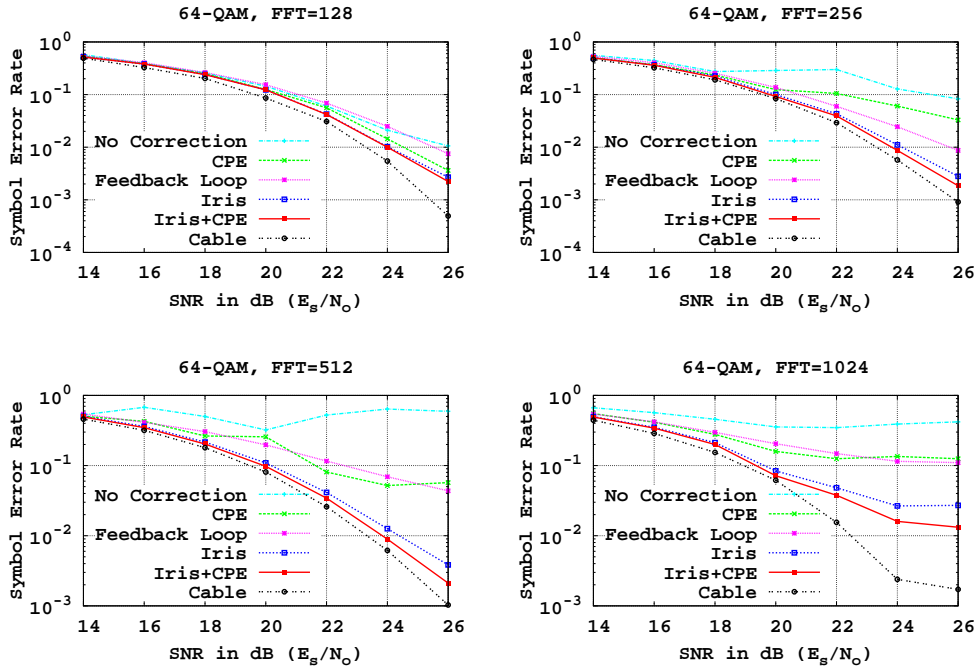 64-QAM, FFT=128
Symbol Error Rate
10^0
10^-1
10^-2
10^-3
10^-4
No Correction
CPE
Feedback Loop
Iris
Iris+CPE
Cable
14 16 18 20 22 24 26
SNR in dB (E_s/N_o)
64-QAM, FFT=256
Symbol Error Rate
10^0
10^-1
10^-2
10^-3
10^-4
No Correction
CPE
Feedback Loop
Iris
Iris+CPE
Cable
14 16 18 20 22 24 26
SNR in dB (E_s/N_o)
64-QAM, FFT=512
Symbol Error Rate
10^0
10^-1
10^-2
10^-3
No Correction
CPE
Feedback Loop
Iris
Iris+CPE
Cable
14 16 18 20 22 24 26
SNR in dB (E_s/N_o)
64-QAM, FFT=1024
Symbol Error Rate
10^0
10^-1
10^-2
10^-3
No Correction
CPE
Feedback Loop
Iris
Iris+CPE
Cable
14 16 18 20 22 24 26
SNR in dB (E_s/N_o)